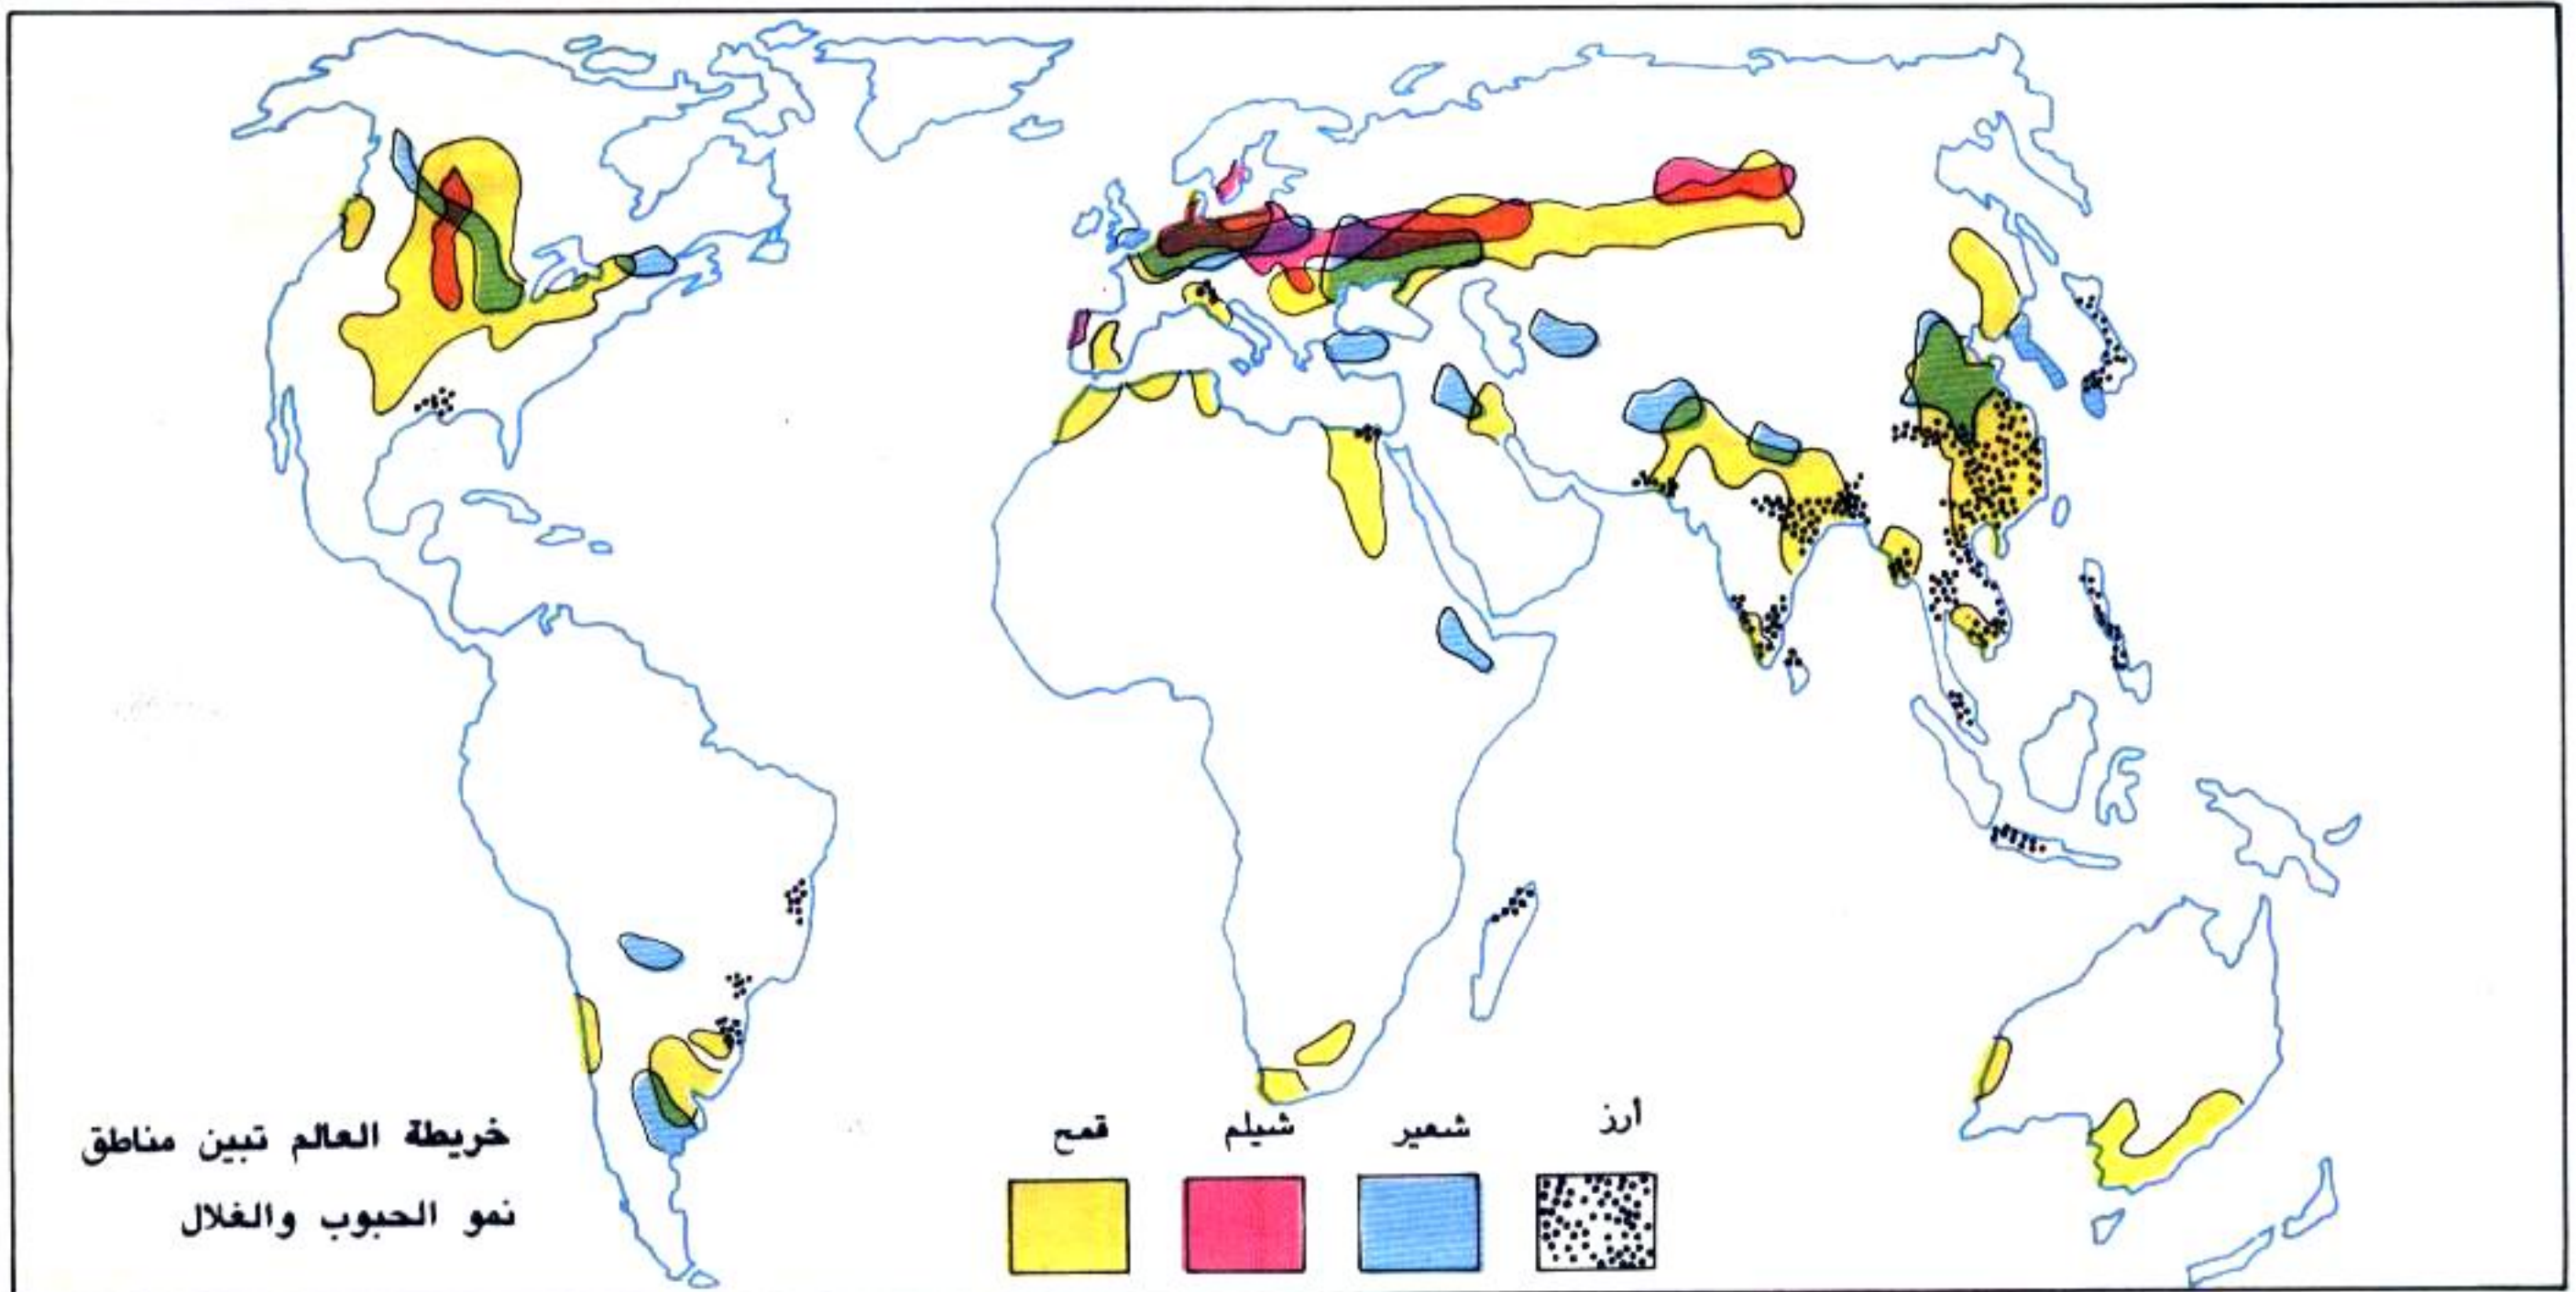 خريطة العالم تبين مناطق
نمو الحبوب والغلال
أرز
شعير
شيلم
قمح